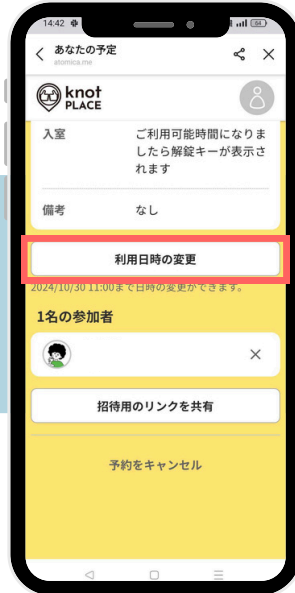 14:42
64
あなたの予定
atomica.me
knot
PLACE
入室
ご利用可能時間になりま
したら解錠キーが表示さ
れます
備考
なし
利用日時の変更
2024/10/30 11:00まで日時の変更ができます。
1名の参加者
招待用のリンクを共有
予約をキャンセル